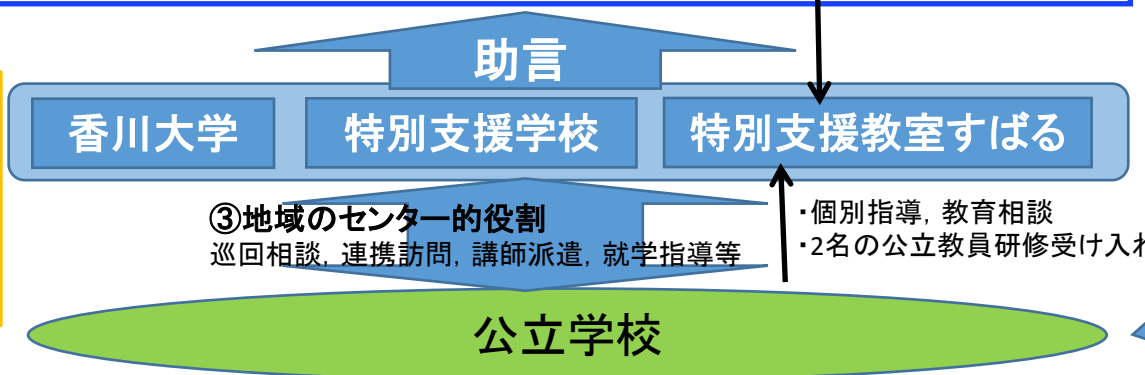 助言
香川大学
特別支援学校
特別支援教室すばる
③地域のセンター的役割
巡回相談, 連携訪問, 講師派遣, 就学指導等
・個別指導, 教育相談
・2名の公立教員研修受け入れ
公立学校